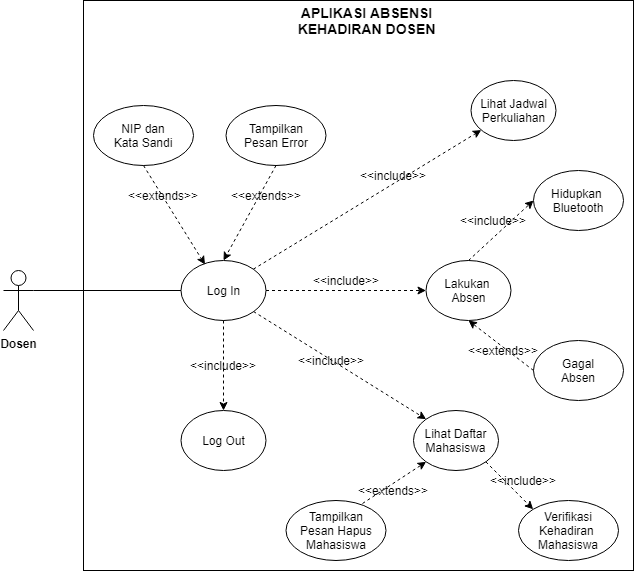 APLIKASI ABSENSI
KEHADIRAN DOSEN
Lihat Jadwal
Perkuliahan
NIP dan
Kata Sandi
Tampilkan
Pesan Error
<<include>>
<<extends>>
<<extends>>
Hidupkan
Bluetooth
<<include>>
Log In
<<include>>
Lakukan
Absen
Dosen
<<extends>>
<<include>>
<<include>>
Gagal
Absen
Log Out
Lihat Daftar
Mahasiswa
<<extends>>
<<include>>
Tampilkan
Pesan Hapus
Mahasiswa
Verifikasi
Kehadiran
Mahasiswa